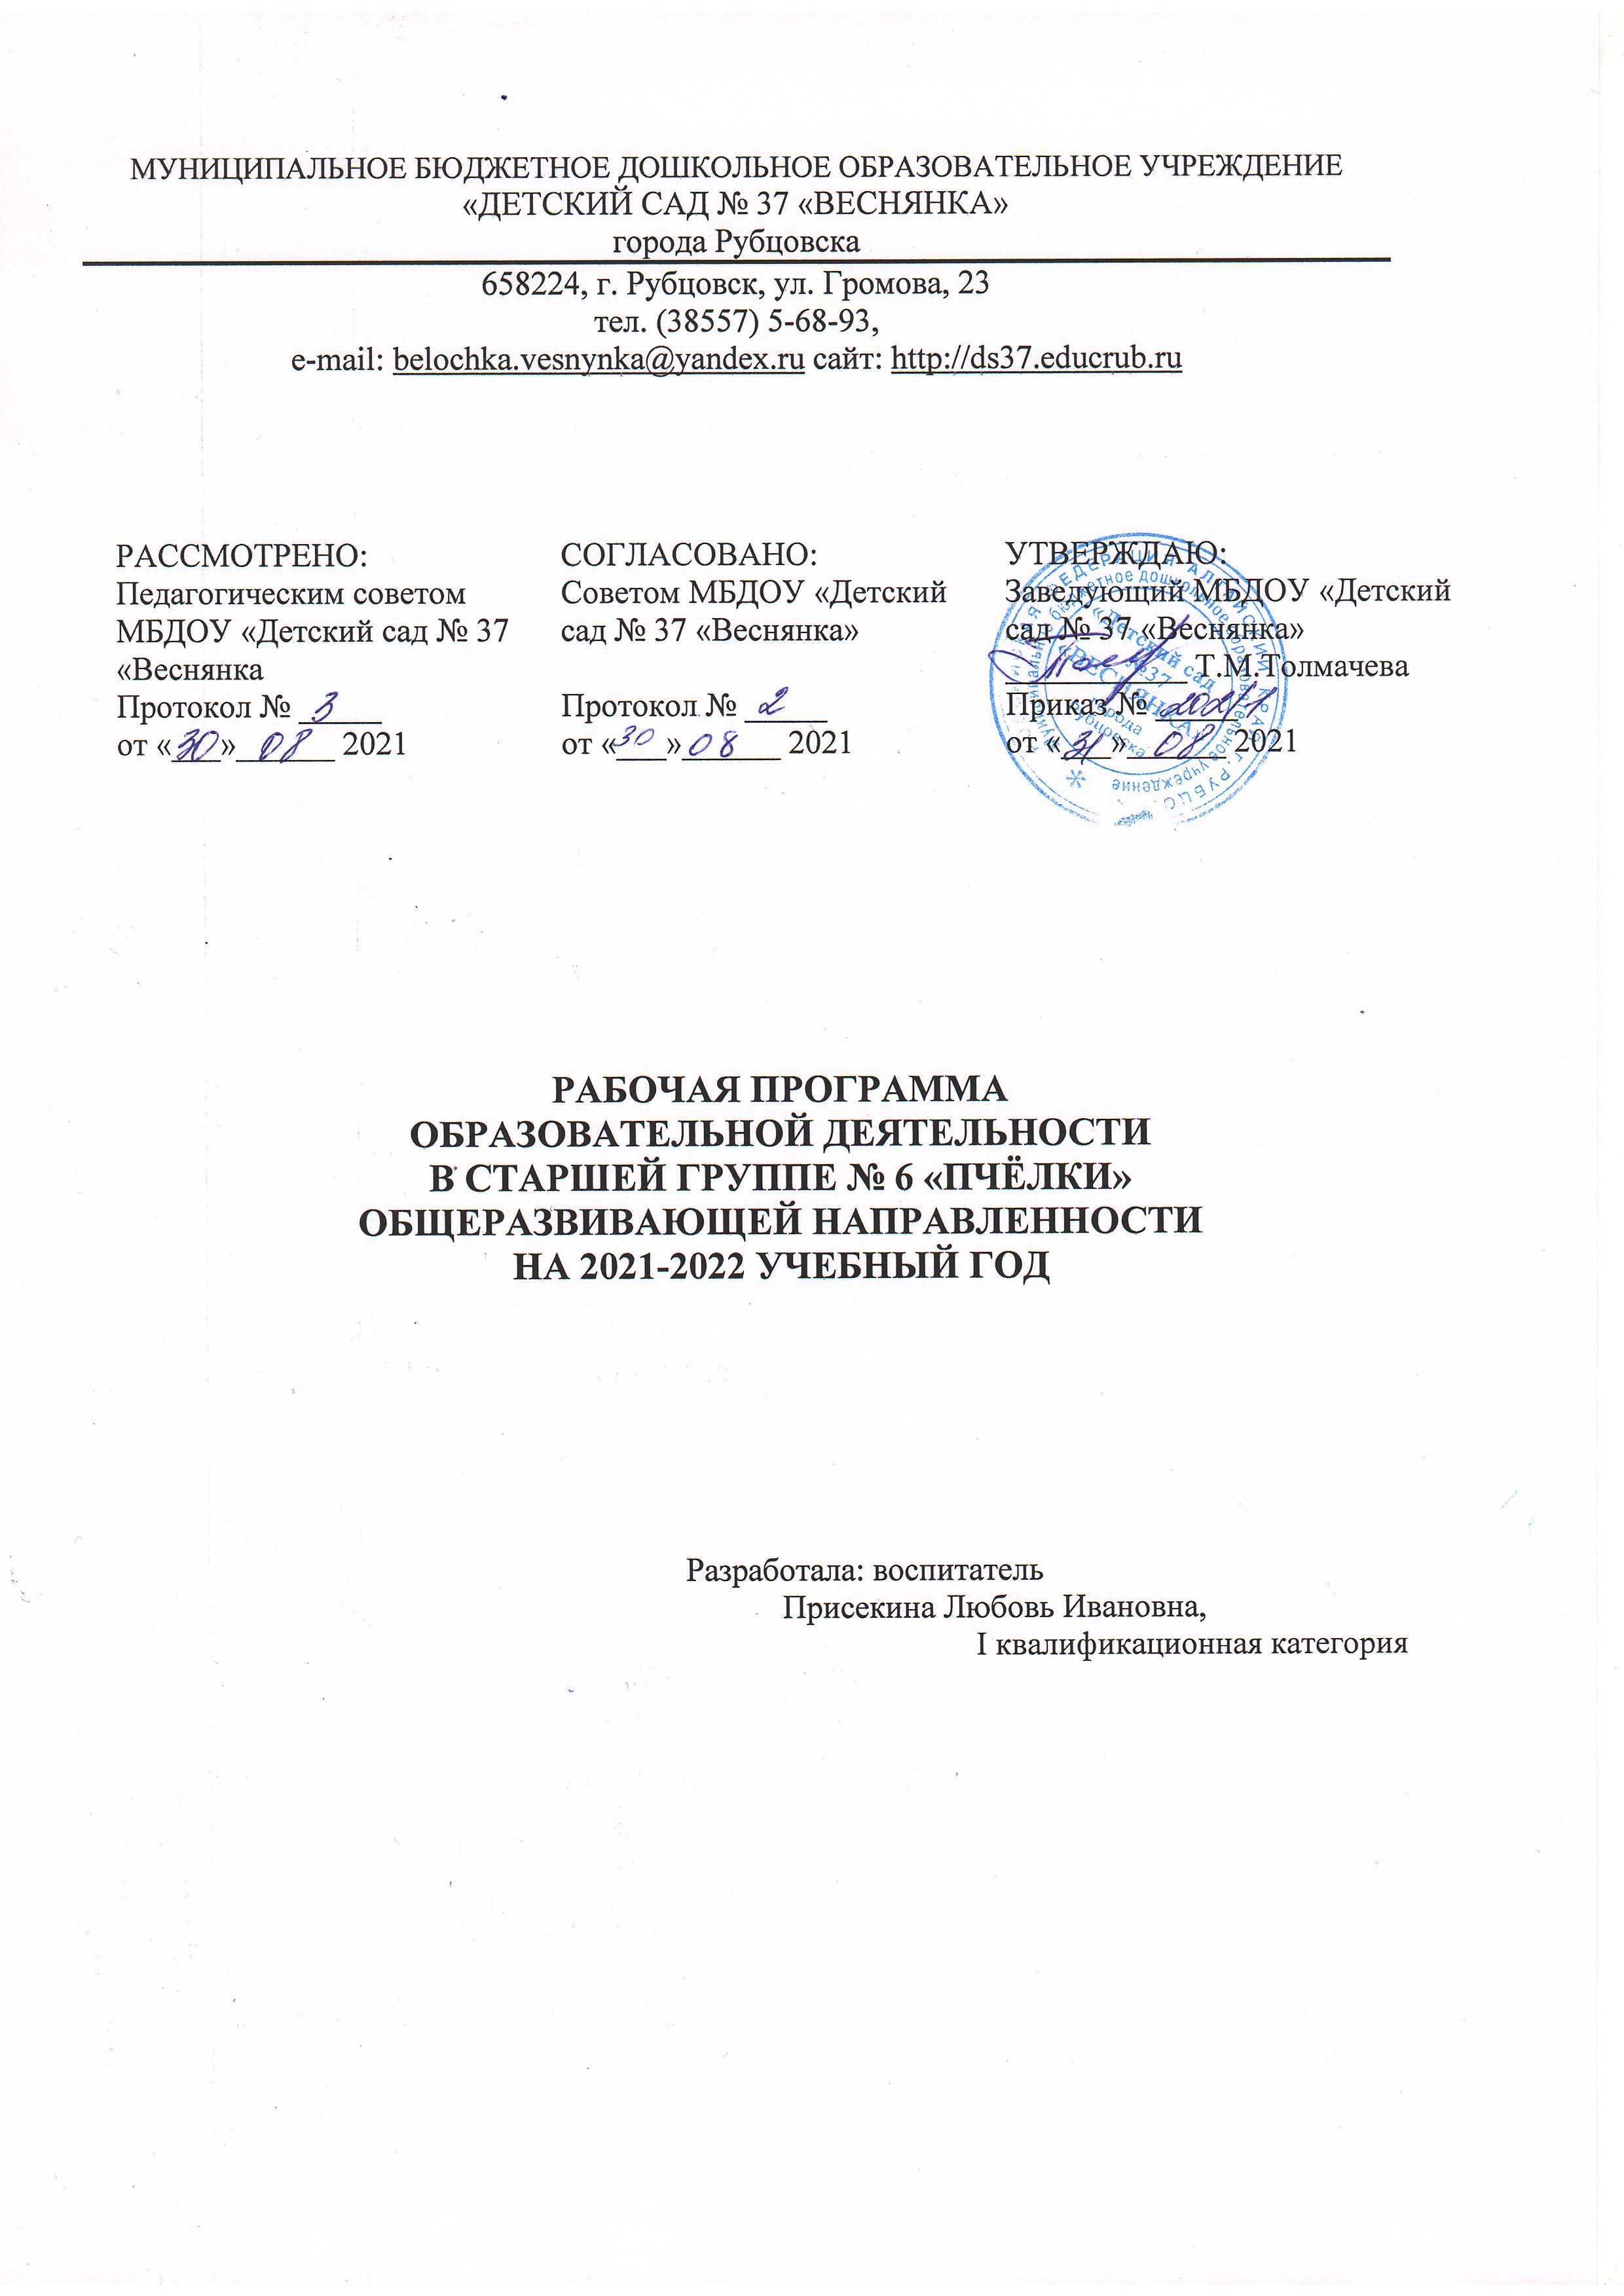 МУНИЦИПАЛЬНОЕ БЮДЖЕТНОЕ ДОШКОЛЬНОЕ ОБРАЗОВАТЕЛЬНОЕ УЧРЕЖДЕНИЕ
«ДЕТСКИЙ САД № 37 «ВЕСНЯНКА»
города Рубцовска
658224, г. Рубцовск, ул. Громова, 23
тел. (38557) 5-68-93,
e-mail: belochka.vesnynka@yandex.ru сайт: http://ds37.educrub.ru
РАССМОТРЕНО:
Педагогическим советом
МБДОУ «Детский сад № 37
«Веснянка
Протокол № 3
от «30» 08 2021
СОГЛАСОВАНО:
Советом МБДОУ «Детский
сад № 37 «Веснянка»
Протокол № 2
от «30» 08 2021
УТВЕРЖДАЮ:
Заведующий МБДОУ «Детский
сад № 37 «Веснянка»
Т.М.Толмачева
Приказ №
от «31» 08 2021
РАБОЧАЯ ПРОГРАММА
ОБРАЗОВАТЕЛЬНОЙ ДЕЯТЕЛЬНОСТИ
В СТАРШЕЙ ГРУППЕ № 6 «ПЧЁЛКИ»
ОБЩЕРАЗВИВАЮЩЕЙ НАПРАВЛЕННОСТИ
НА 2021-2022 УЧЕБНЫЙ ГОД
Разработала: воспитатель
Присекина Любовь Ивановна,
I квалификационная категория